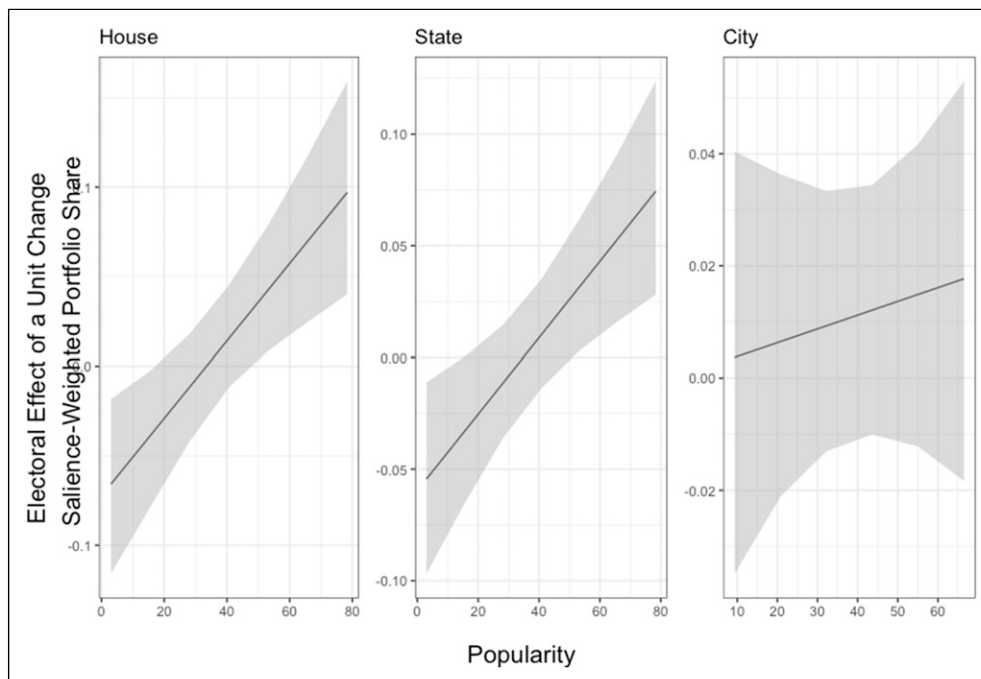 House
State
City
Electoral Effect of a Unit Change
Salience-Weighted Portfolio Share
0.1
0.0
-0.1
0.10
0.05
0.00
-0.05
-0.10
0.04
0.02
0.00
-0.02
0 20 40 60 80
0 20 40 60 80
10 20 30 40 50 60
Popularity